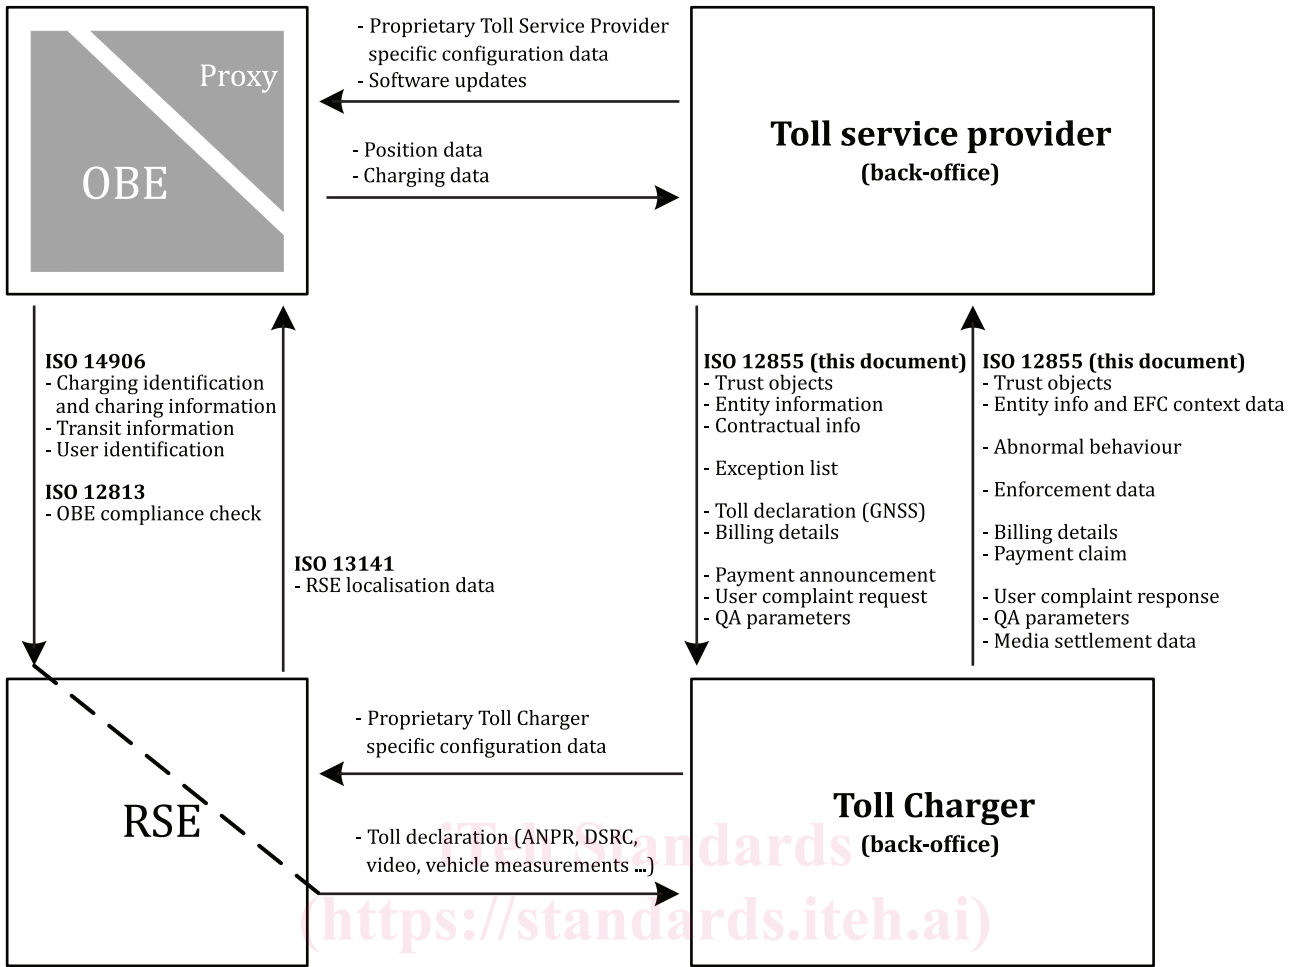 - Proprietary Toll Service Provider
specific configuration data
- Software updates
Proxy
OBE
- Position data
- Charging data
Toll service provider
(back-office)
ISO 14906
- Charging identification
and charing information
- Transit information
- User identification
ISO 12813
- OBE compliance check
ISO 13141
- RSE localisation data
ISO 12855 (this document)
- Trust objects
- Entity information
- Contractual info
- Exception list
- Toll declaration (GNSS)
- Billing details
- Payment announcement
- User complaint request
- QA parameters
ISO 12855 (this document)
- Trust objects
- Entity info and EFC context data
- Abnormal behaviour
- Enforcement data
- Billing details
- Payment claim
- User complaint response
- QA parameters
- Media settlement data
- Proprietary Toll Charger
specific configuration data
RSE
- Toll declaration (ANPR, DSRC,
video, vehicle measurements ...)
Toll Charger
(back-office)
iTeh Standards
(https://standards.iteh.ai)